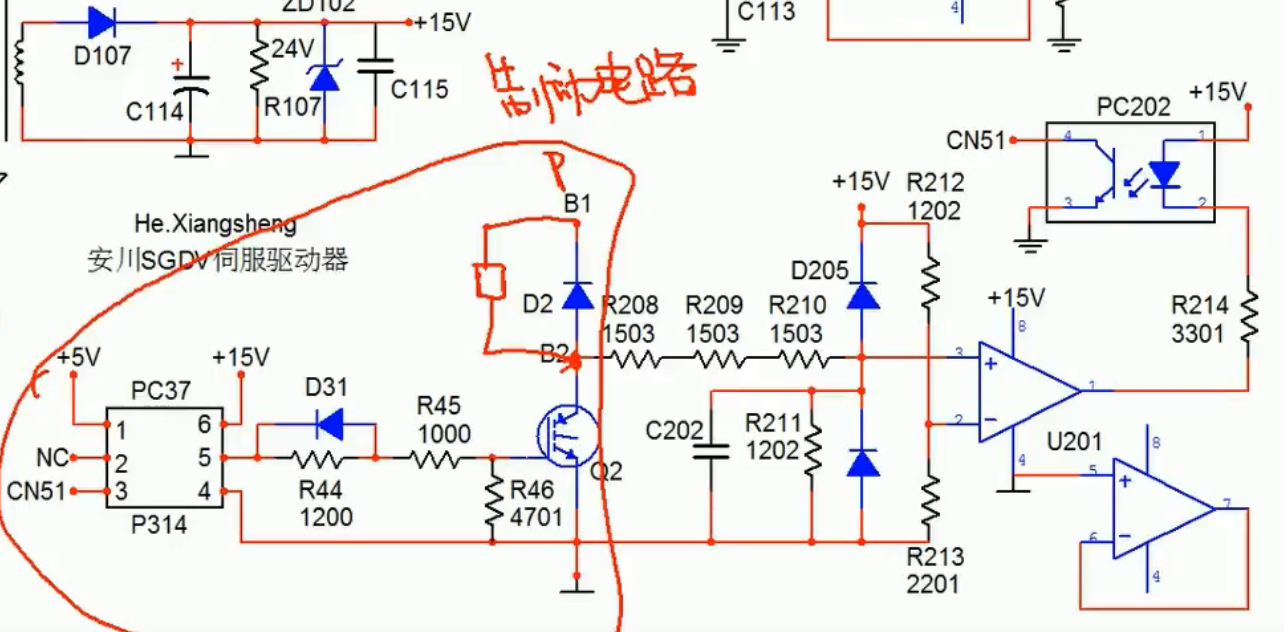 ZD102
+15V
D107
24V
+
C114
R107
C115
C113
4
制动电路
PC202
+15V
CN51
4
1
3
2
P
B1
He.Xiangsheng
安川SGDV伺服驱动器
+15V
R212
1202
D205
D2
R208
1503
R209
1503
R210
1503
+15V
8
R214
3301
B2
3
+
1
+5V
+15V
PC37
D31
R45
1000
1
6
NC
2
5
CN51
3
4
P314
R44
1200
R46
4701
Q2
C202
R211
1202
2
−
4
U201
8
5
+
7
6
−
4
R213
2201